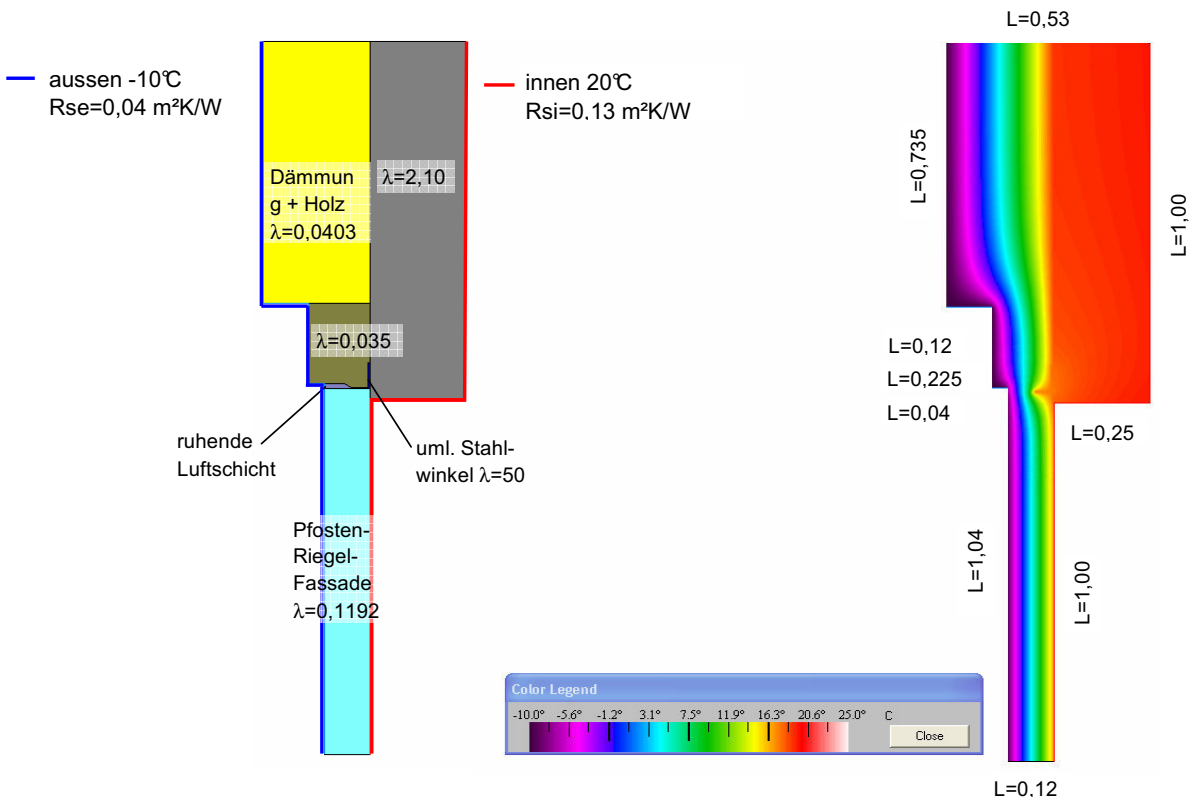 L=0,53
aussen -10°C
Rse=0,04 m²K/W
innen 20°C
Rsi=0,13 m²K/W
Dämmun
g + Holz
λ=0,0403
λ=2,10
L=0,735
L=1,00
λ=0,035
L=0,12
L=0,225
L=0,04
L=0,25
ruhende
Luftschicht
uml. Stahl-
winkel λ=50
Pfosten-
Riegel-
Fassade
λ=0,1192
L=1,04
L=1,00
Color Legend
-10.0° -5.6° -1.2° 3.1° 7.5° 11.9° 16.3° 20.6° 25.0° C
Close
L=0,12